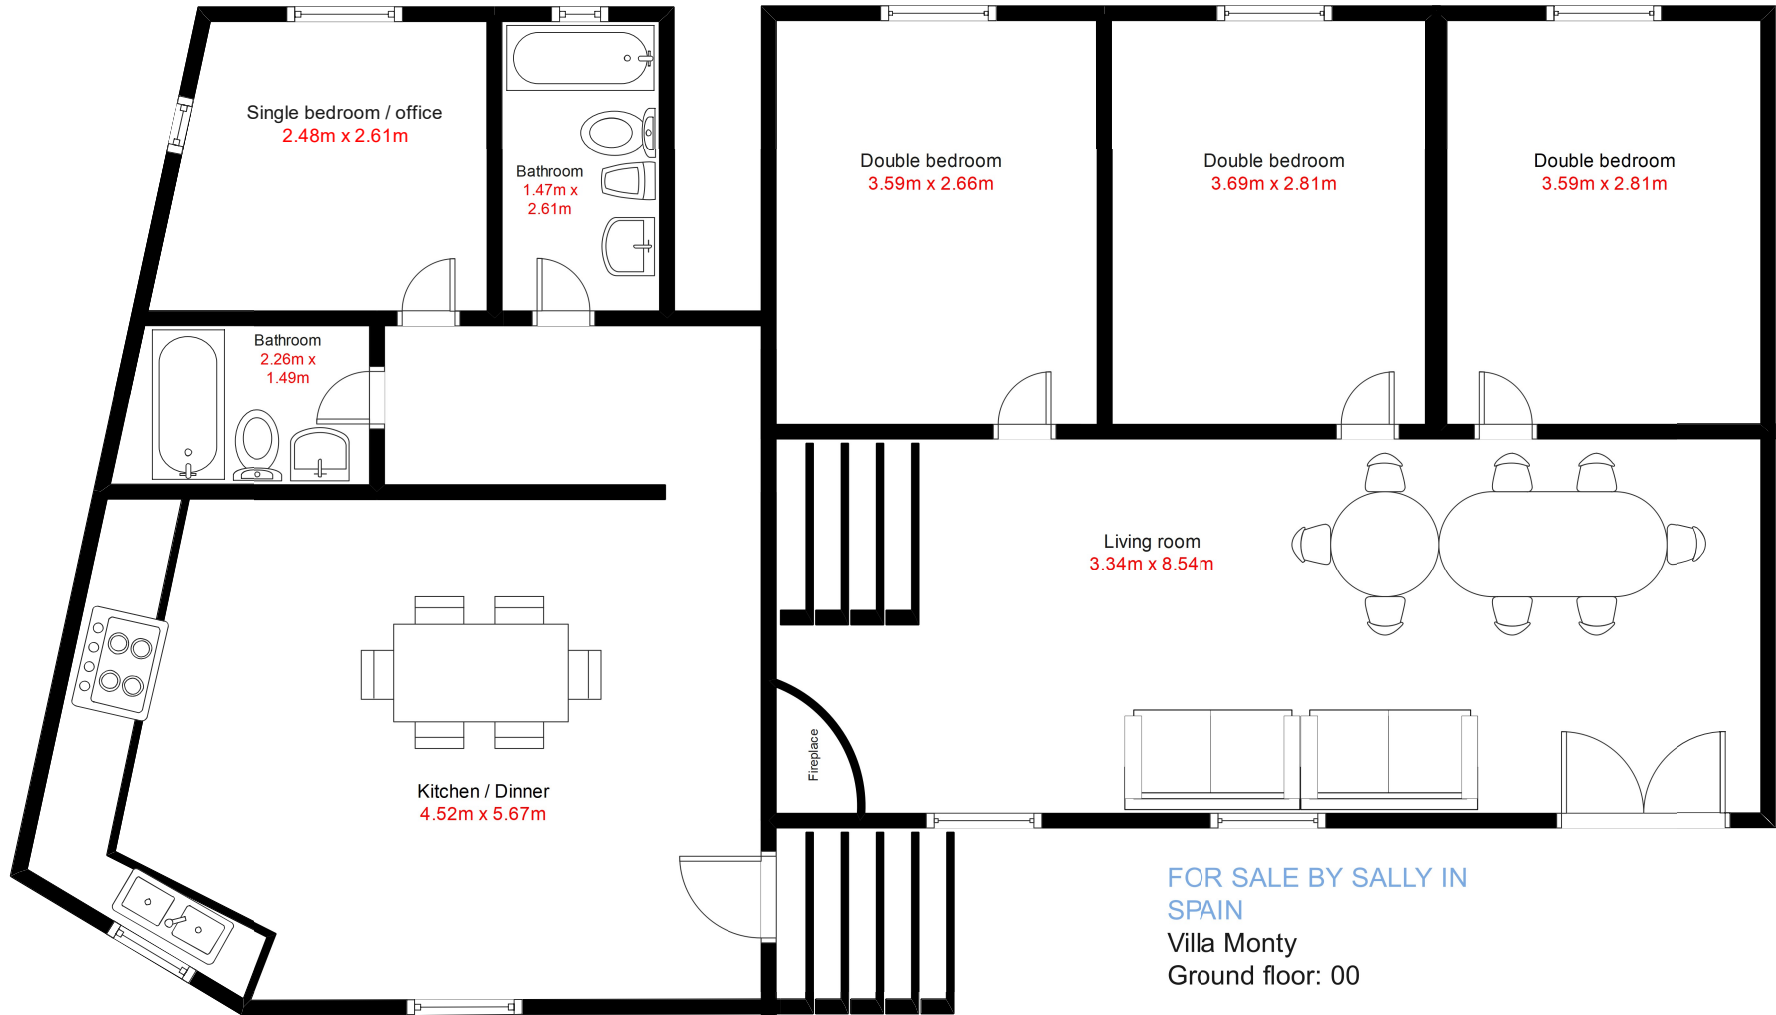 Single bedroom / office
2.48m x 2.61m
Bathroom
1.47m x
2.61m
Double bedroom
3.59m x 2.66m
Double bedroom
3.69m x 2.81m
Double bedroom
3.59m x 2.81m
Bathroom
2.26m x
1.49m
Living room
3.34m x 8.54m
Fireplace
Kitchen / Dinner
4.52m x 5.67m
FOR SALE BY SALLY IN
SPAIN
Villa Monty
Ground floor: 00